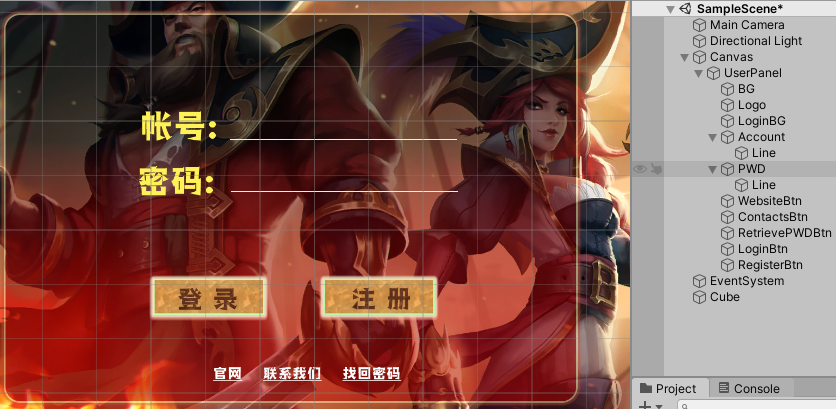 SampleScene*
Main Camera
Directional Light
Canvas
UserPanel
BG
Logo
LoginBG
Account
Line
PWD
Line
WebsiteBtn
ContactsBtn
RetrievePWDBtn
LoginBtn
RegisterBtn
EventSystem
Cube
Project Console
帐号:
密码:
登录 注册
官网 联系我们 找回密码